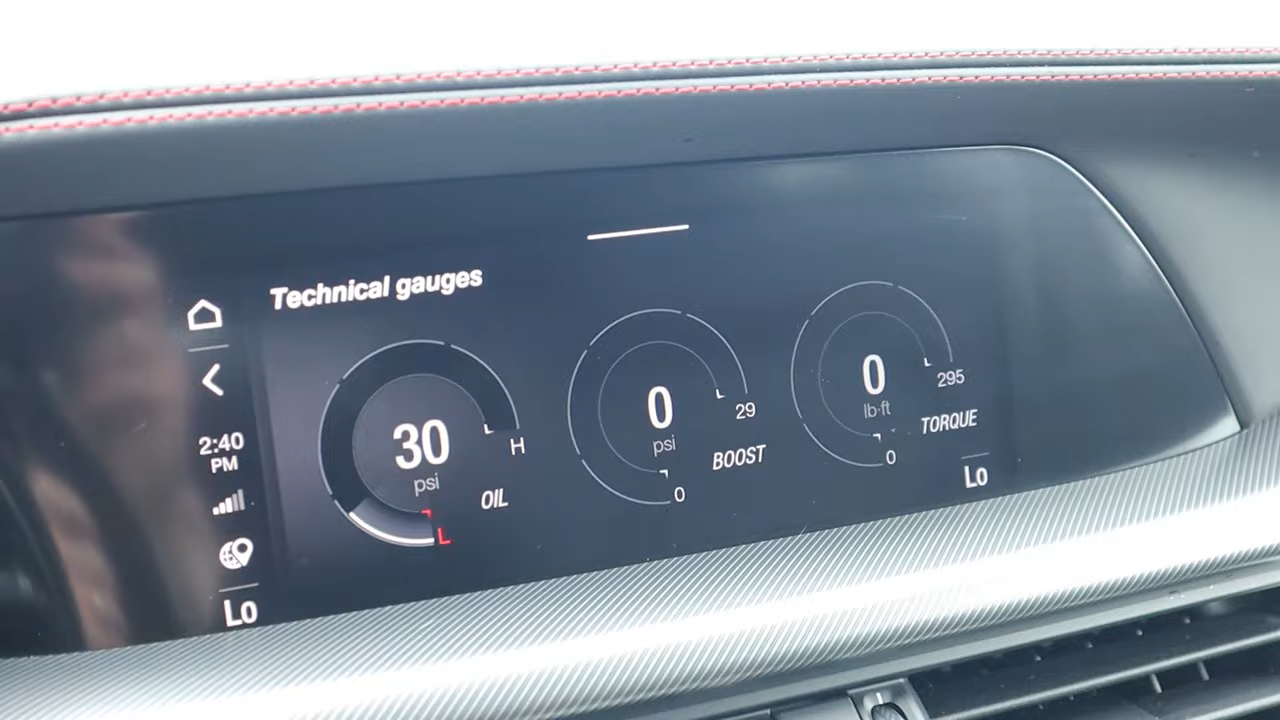 Technical gauges
2:40
PM
Lo
30
psi
H
L
OIL
0
psi
29
0
BOOST
0
lb·ft
295
0
TORQUE
Lo